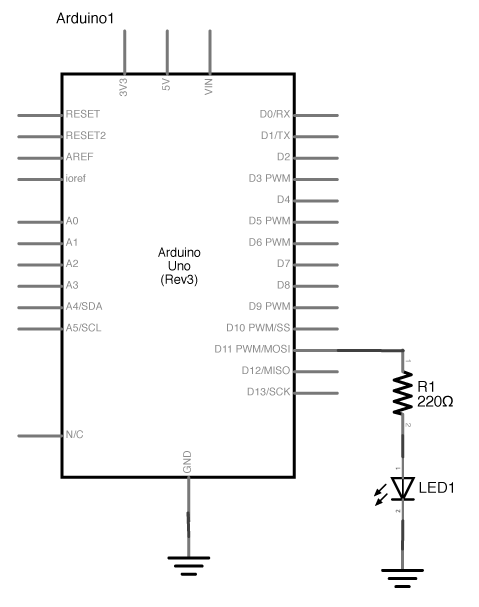 Arduino1
3V3
5V
VIN
RESET
RESET2
AREF
ioref
A0
A1
A2
A3
A4/SDA
A5/SCL
N/C
Arduino
Uno
(Rev3)
D0/RX
D1/TX
D2
D3 PWM
D4
D5 PWM
D6 PWM
D7
D8
D9 PWM
D10 PWM/SS
D11 PWM/MOSI
D12/MISO
D13/SCK
GND
1
R1
220Ω
2
1
LED1
2